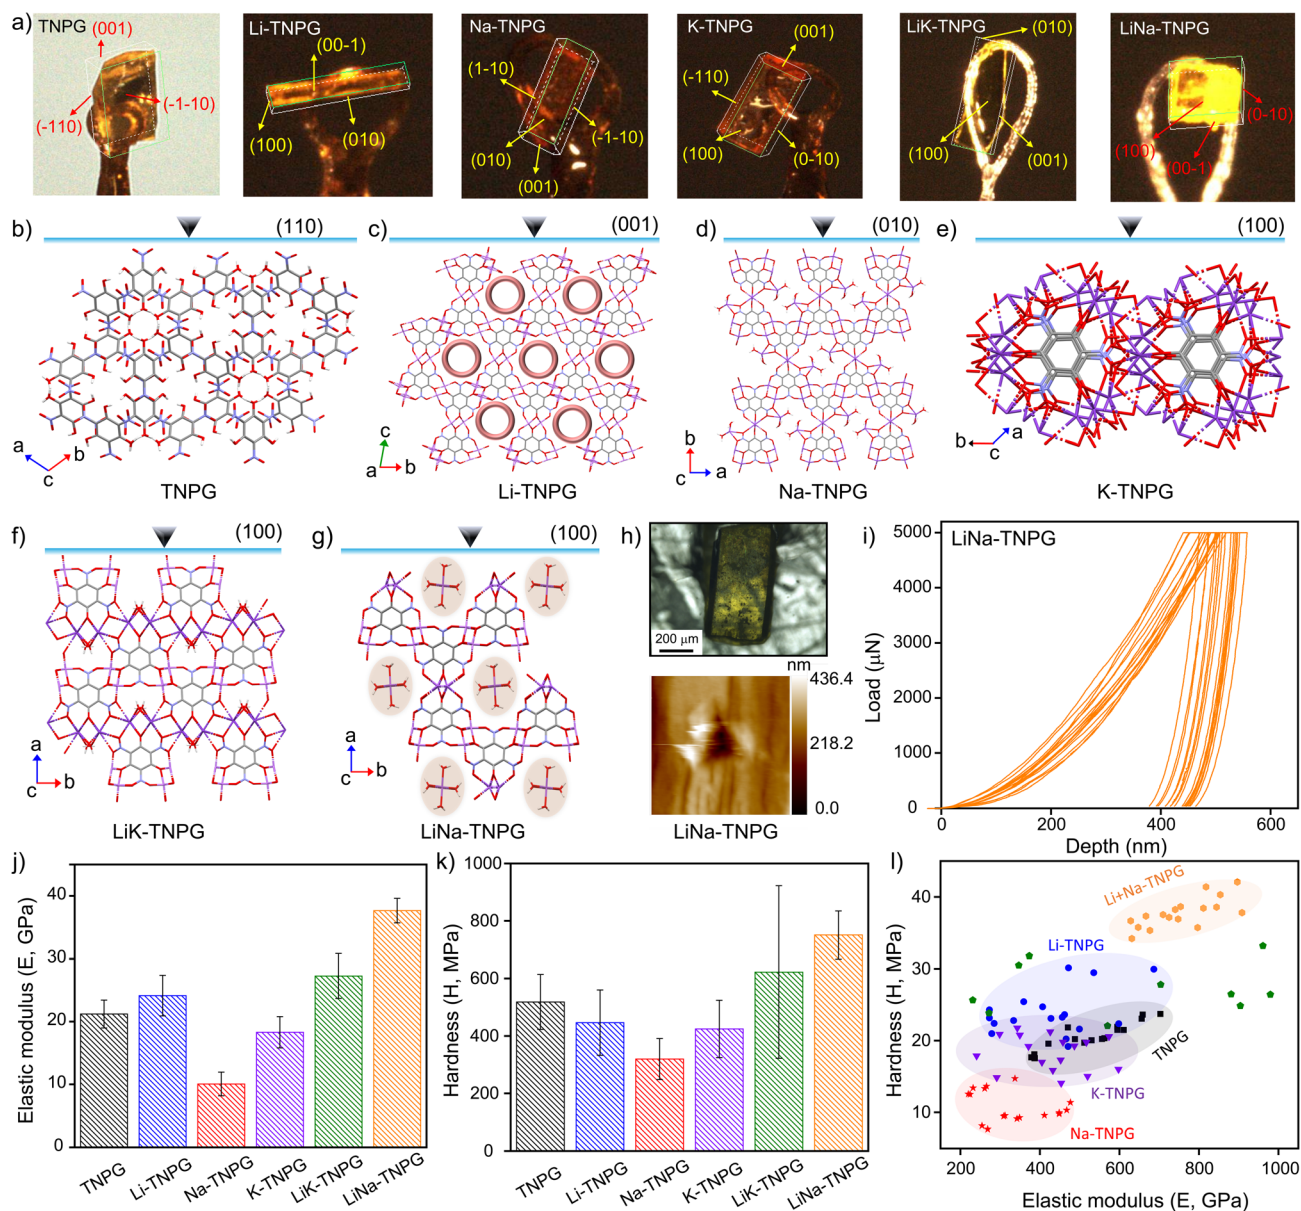 a)
TNPG
(001)
(-110)
(-1-10)
Li-TNPG
(00-1)
(100)
(010)
Na-TNPG
(1-10)
(-1-10)
(010)
(001)
K-TNPG
(001)
(-110)
(100)
(0-10)
LiK-TNPG
(010)
(100)
(001)
LiNa-TNPG
(0-10)
(100)
(00-1)
b)
(110)
a
b
c
TNPG
c)
(001)
c
a
b
Li-TNPG
d)
(010)
b
c
a
Na-TNPG
e)
(100)
b
a
c
K-TNPG
f)
(100)
a
c
b
LiK-TNPG
g)
(100)
a
c
b
LiNa-TNPG
h)
200 µm
nm
436.4
218.2
0.0
LiNa-TNPG
i)
LiNa-TNPG
5000
4000
3000
2000
1000
0
0
200
400
600
Load (µN)
Depth (nm)
j)
40
30
20
10
0
Elastic modulus (E, GPa)
TNPG
Li-TNPG
Na-TNPG
K-TNPG
LiK-TNPG
LiNa-TNPG
k)
1000
800
600
400
200
0
Hardness (H, MPa)
TNPG
Li-TNPG
Na-TNPG
K-TNPG
LiK-TNPG
LiNa-TNPG
l)
40
30
20
10
200
400
600
800
1000
Hardness (H, MPa)
Li+Na-TNPG
Li-TNPG
TNPG
K-TNPG
Na-TNPG
Elastic modulus (E, GPa)